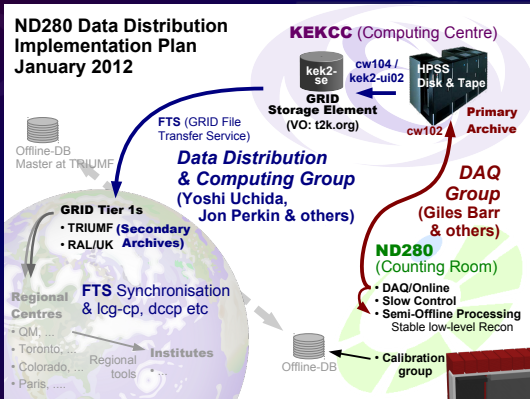 ND280 Data Distribution
Implementation Plan
January 2012
KEKCC (Computing Centre)
kek2-
se
cw104 /
kek2-ui02
HPSS
Disk & Tape
GRID
Storage Element
(VO: t2k.org)
cw102
Primary
Archive
FTS (GRID File
Transfer Service)
Offline-DB
Master at TRIUMF
Data Distribution
& Computing Group
(Yoshi Uchida,
Jon Perkin & others)
DAQ
Group
(Giles Barr
& others)
GRID Tier 1s
• TRIUMF (Secondary
• RAL/UK Archives)
ND280
(Counting Room)
• DAQ/Online
• Slow Control
• Semi-Offline Processing
Stable low-level Recon
FTS Synchronisation
& lcg-cp, dccp etc
Regional
Centres
• QM, ...
• Toronto, ...
• Colorado, ...
• Paris, ....
Regional
tools
Institutes
• ...
Offline-DB
• Calibration
group